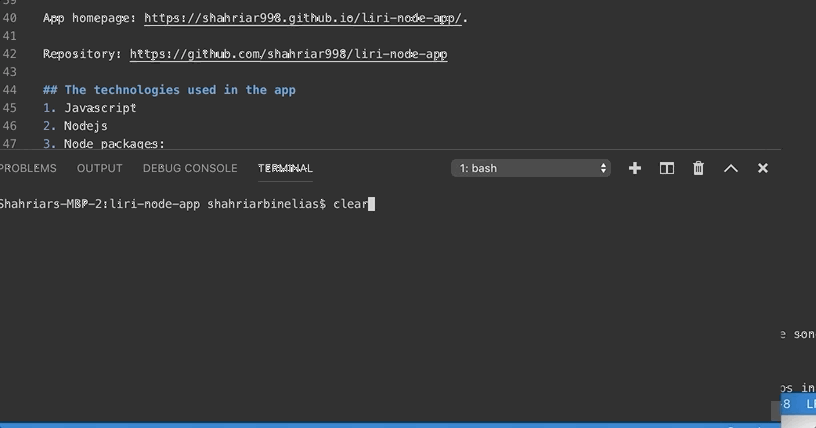 39
40 App homepage: https://shahriar998.github.io/liri-node-app/.
41
42 Repository: https://github.com/shahriar998/liri-node-app
43
44 ## The technologies used in the app
45 1. Javascript
46 2. Nodejs
47 3. Node packages:
PROBLEMS OUTPUT DEBUG CONSOLE TERMINAL 1: bash
Shahriars-MBP-2:liri-node-app shahriarbinelias$ clear
e son
os in
-8 LF